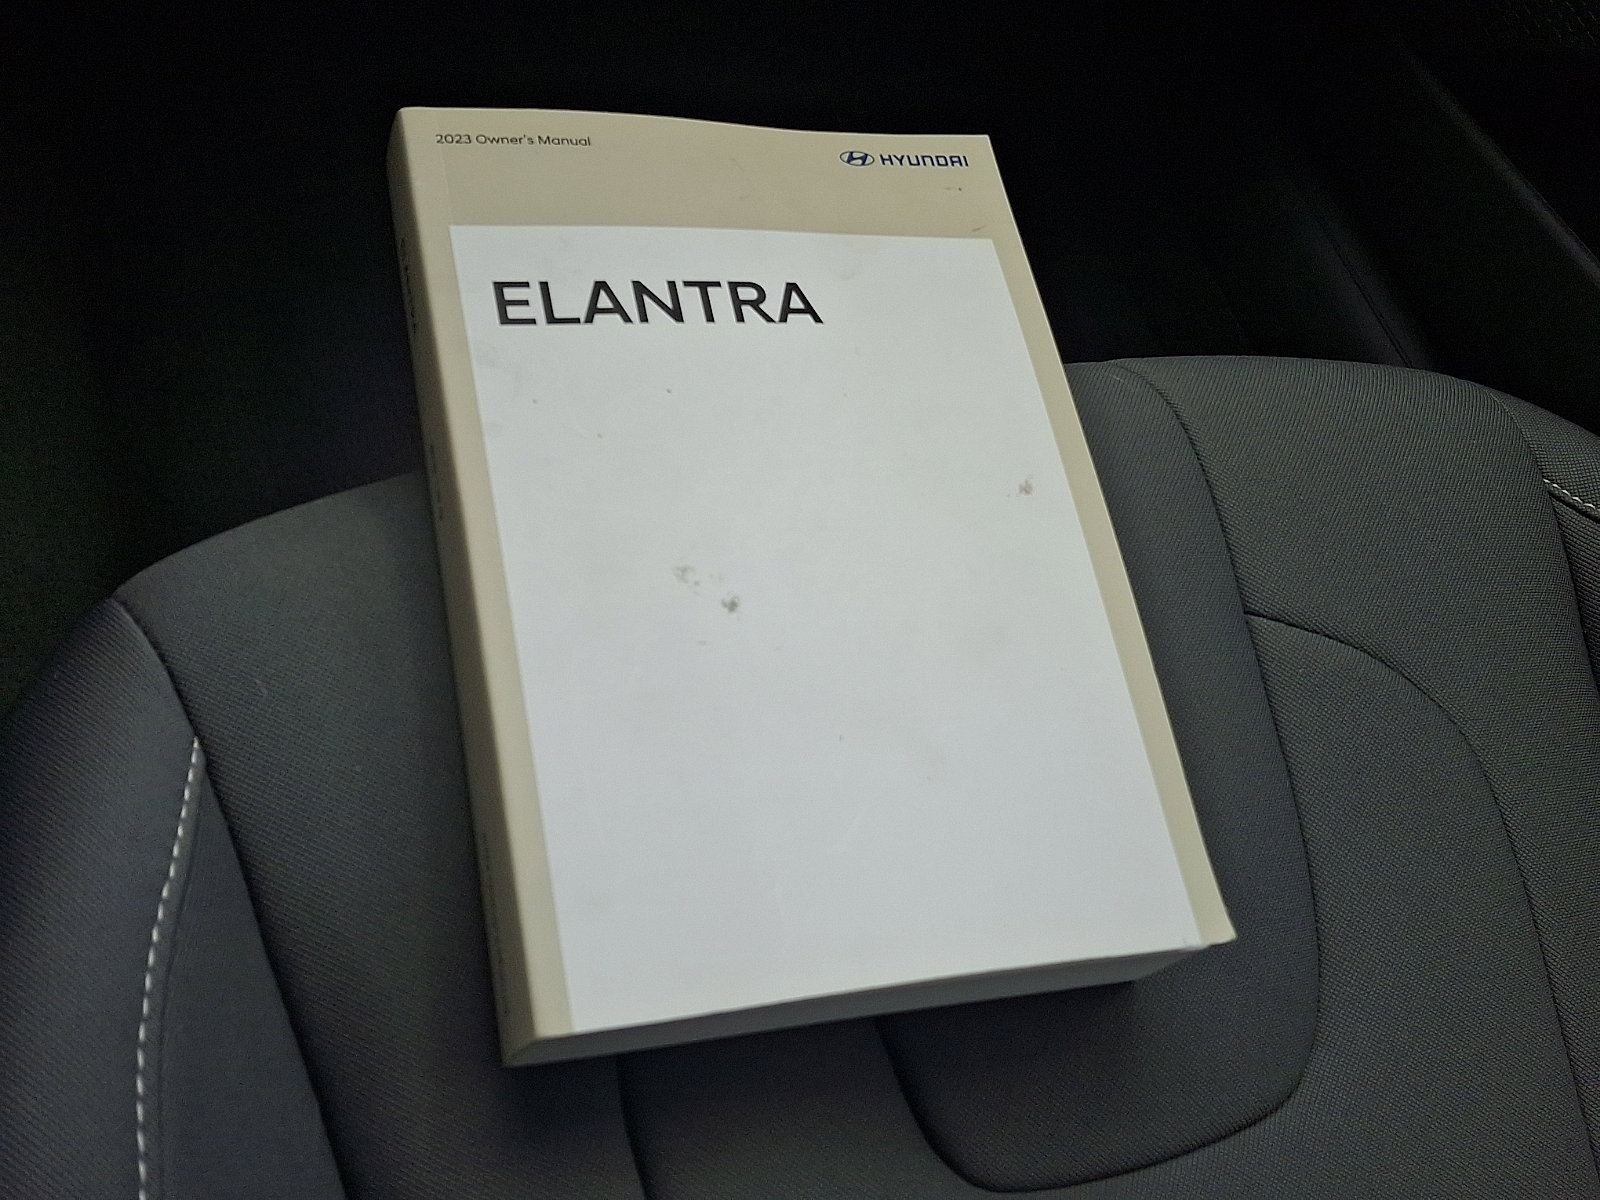 2023 Owner's Manual
HYUNDAI
ELANTRA